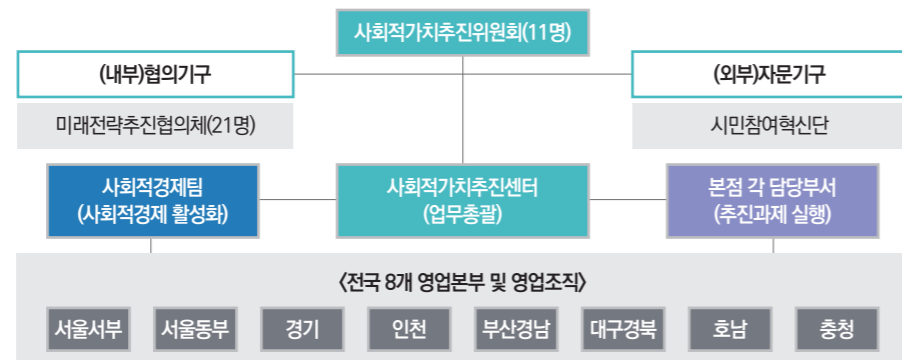 사회적가치추진위원회(11명)
(내부)협의기구
(외부)자문기구
미래전략추진협의체(21명)
시민참여혁신단
사회적경제팀
(사회적경제 활성화)
사회적가치추진센터
(업무총괄)
본점 각 담당부서
(추진과제 실행)
〈전국 8개 영업본부 및 영업조직〉
서울서부
서울동부
경기
인천
부산경남
대구경북
호남
충청